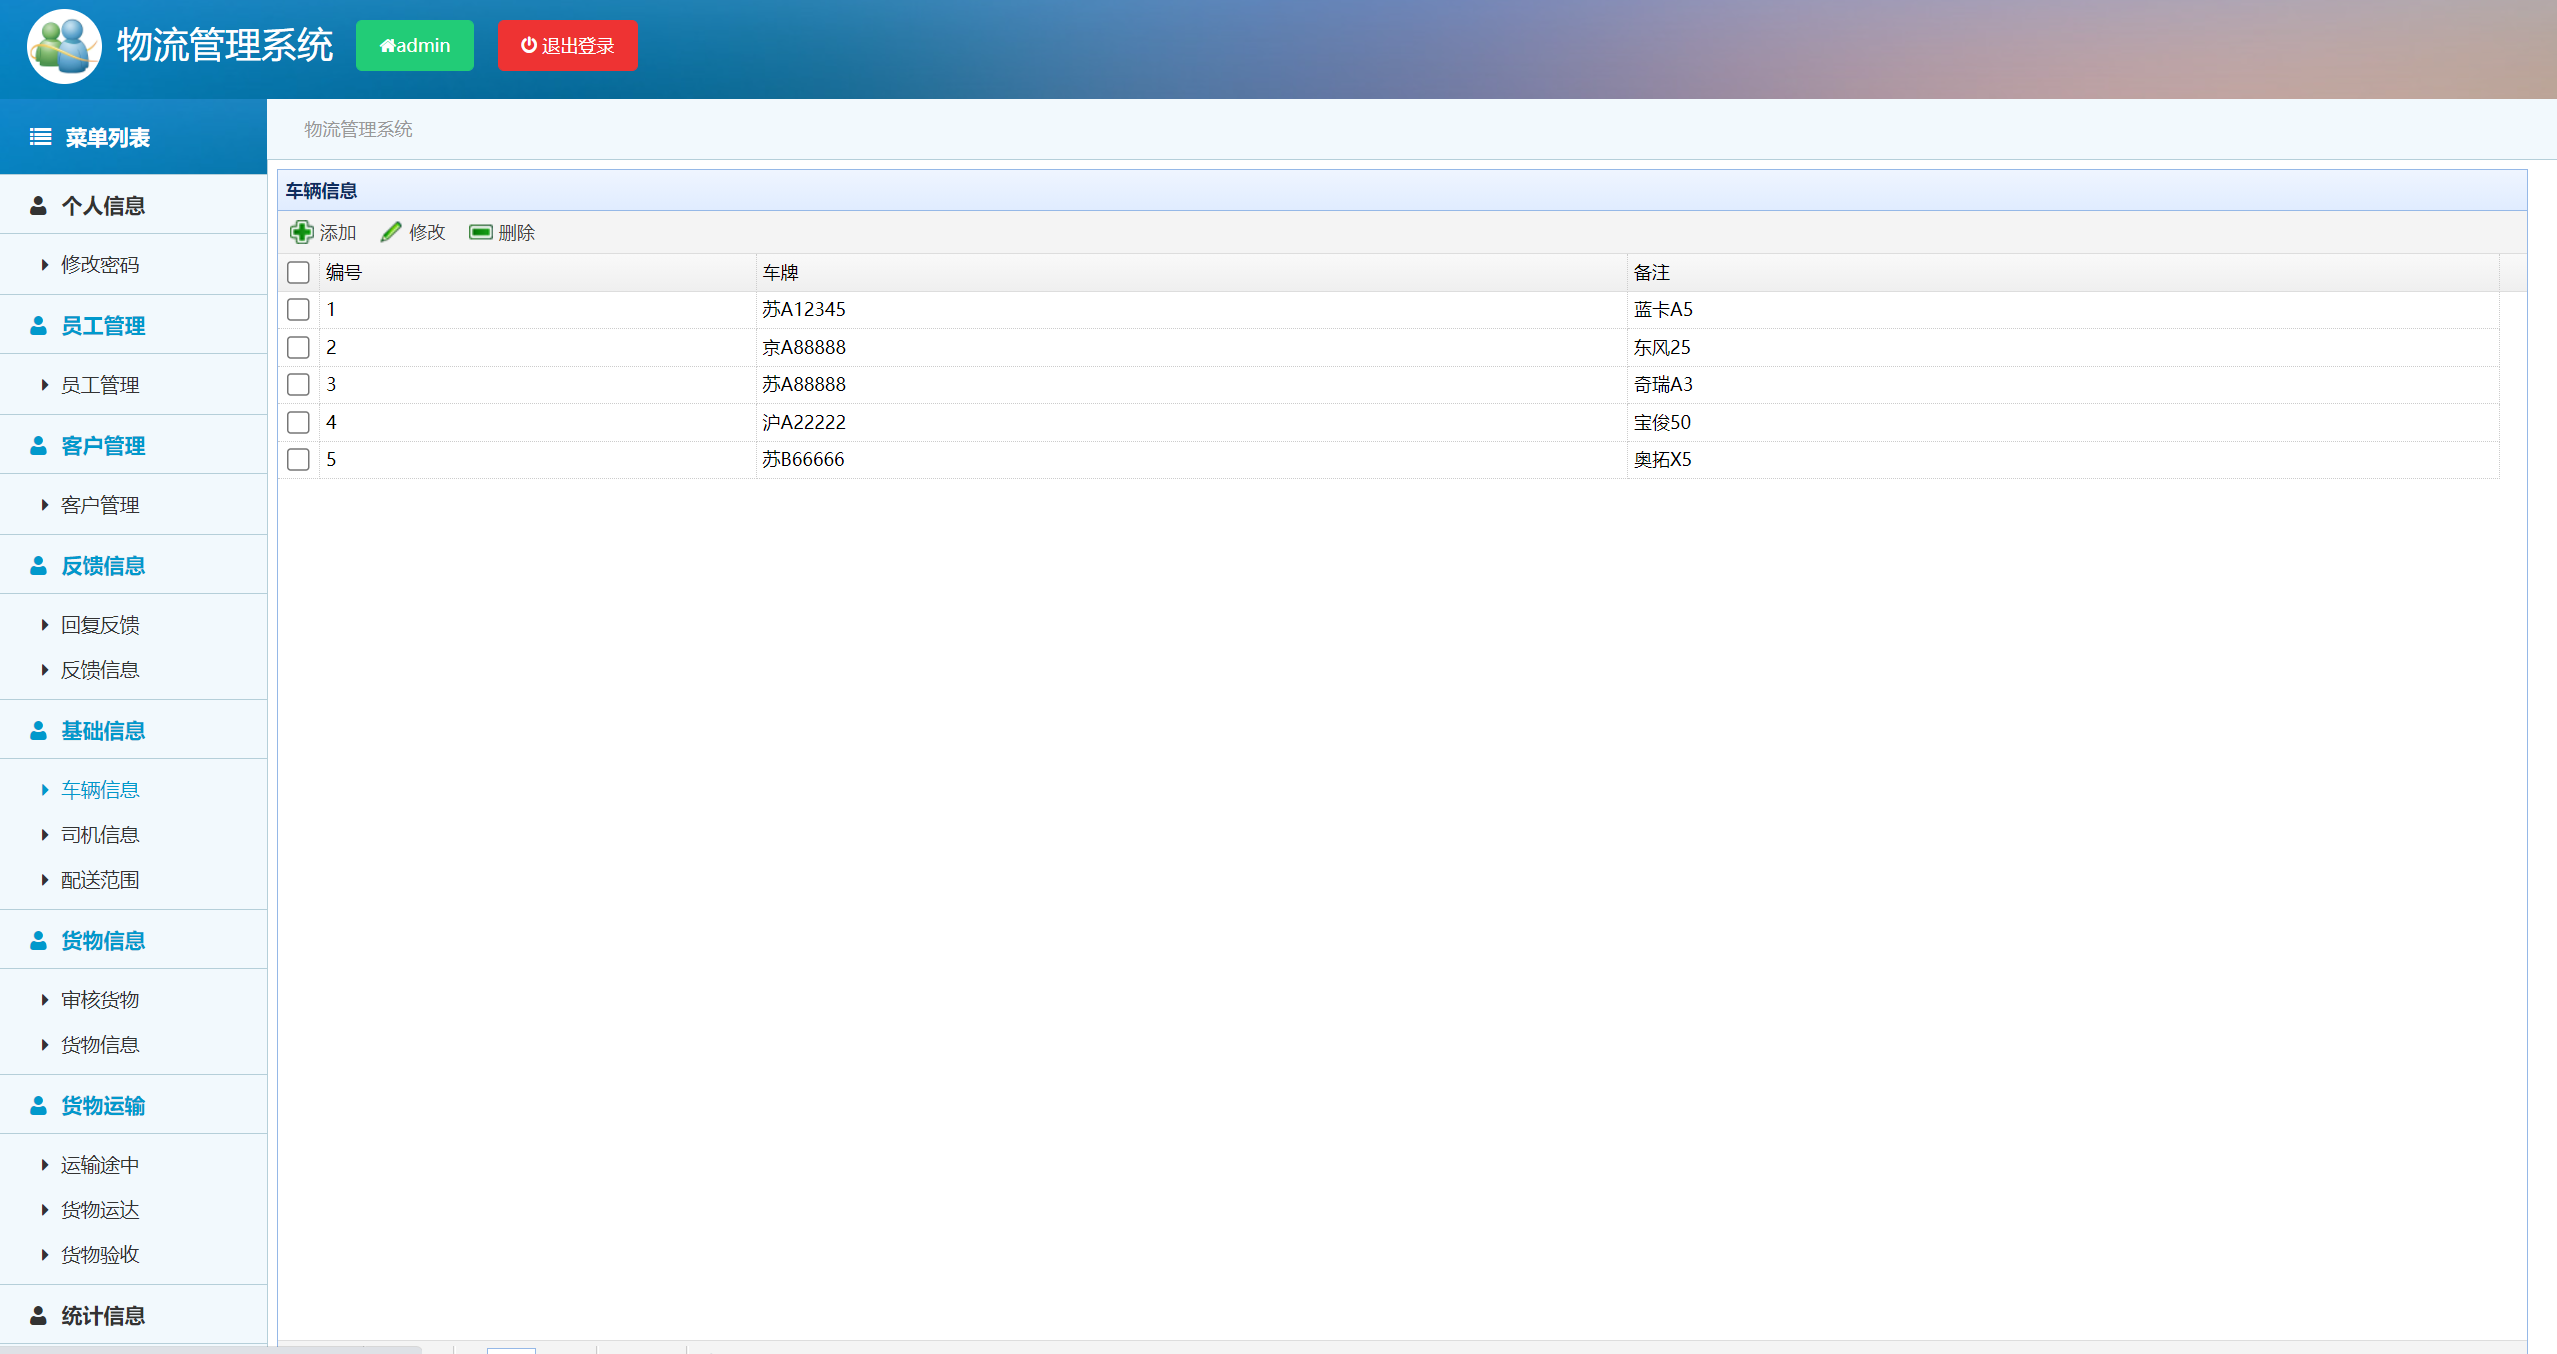 物流管理系统 admin 退出登录
菜单列表
个人信息
修改密码
员工管理
员工管理
客户管理
客户管理
反馈信息
回复反馈
反馈信息
基础信息
车辆信息
司机信息
配送范围
货物信息
审核货物
货物信息
货物运输
运输途中
货物运达
货物验收
统计信息
物流管理系统
车辆信息
添加 修改 删除
编号 车牌 备注
1 苏A12345 蓝卡A5
2 京A88888 东风25
3 苏A88888 奇瑞A3
4 沪A22222 宝俊50
5 苏B66666 奥拓X5